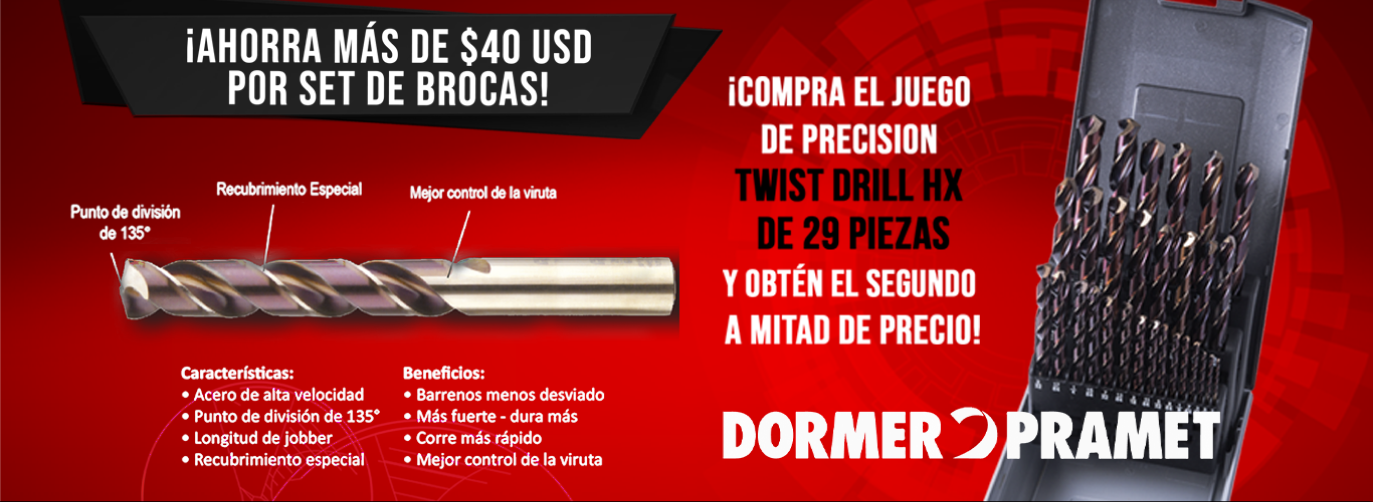 ¡AHORRA MÁS DE $40 USD
POR SET DE BROCAS!
Punto de división
de 135°
Recubrimiento Especial
Mejor control de la viruta
Características:
• Acero de alta velocidad
• Punto de división de 135°
• Longitud de jobber
• Recubrimiento especial
Beneficios:
• Barrenos menos desviado
• Más fuerte - dura más
• Corre más rápido
• Mejor control de la viruta
¡COMPRA EL JUEGO
DE PRECISION
TWIST DRILL HX
DE 29 PIEZAS
Y OBTÉN EL SEGUNDO
A MITAD DE PRECIO!
DORMER PRAMET